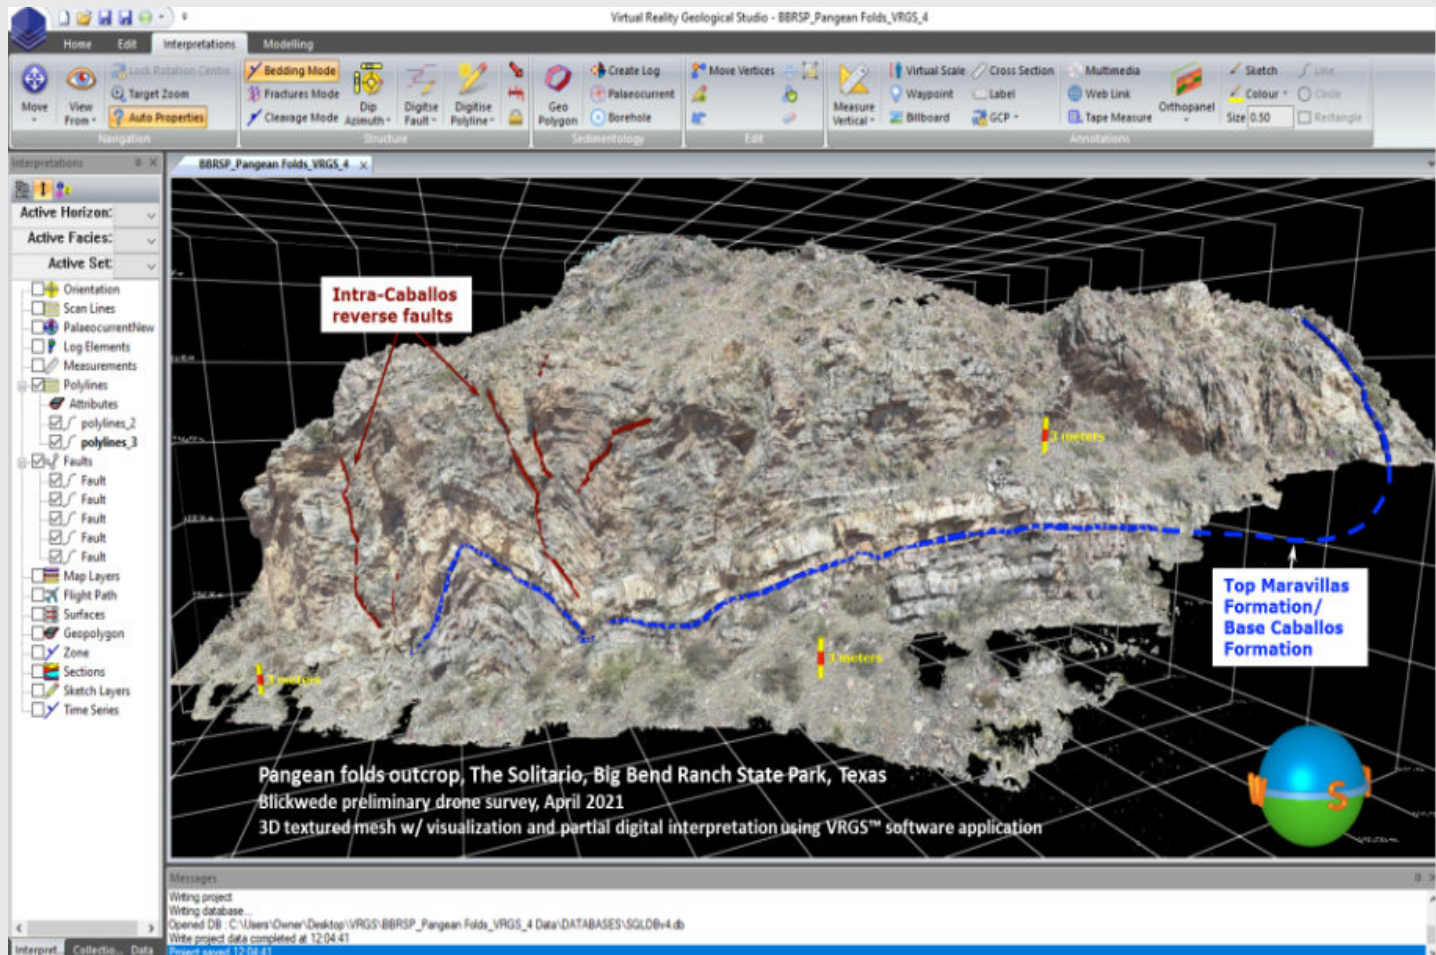 Virtual Reality Geological Studio - BBRSP_Pangean Folds_VRGS_4
Home Edit Interpretations Modelling
Lock Rotation Centre Bedding Mode Create Log Move Vertices Virtual Scale Cross Section Multimedia Sketch Line
Target Zoom Fractures Mode Palaeocurrent Waypoint Label Web Link Colour Circle
Auto Properties Cleavage Mode Borehole Billboard GCP Tape Measure Size 0.50 Rectangle
Move View From Dip Azimuth Digitse Fault Digitise Polyline Geo Polygon Measure Vertical Orthopanel
Navigation Structure Sedimentology Edit Annotations
Interpretations
BBRSP_Pangean Folds_VRGS_4
Active Horizon:
Active Facies:
Active Set:
Orientation
Scan Lines
PalaeocurrentNew
Log Elements
Measurements
Polylines
Attributes
polylines_2
polylines_3
Faults
Fault
Fault
Fault
Fault
Fault
Map Layers
Flight Path
Surfaces
Geopolygon
Zone
Sections
Sketch Layers
Time Series
Intra-Caballos
reverse faults
3 meters
3 meters
3 meters
Top Maravillas
Formation/
Base Caballos
Formation
W S
Pangean folds outcrop, The Solitario, Big Bend Ranch State Park, Texas
Blickwede preliminary drone survey, April 2021
3D textured mesh w/ visualization and partial digital interpretation using VRGS™ software application
Messages
Writing project
Writing database...
Opened DB : C:\Users\Owner\Desktop\VRGS\BBRSP_Pangean Folds_VRGS_4 Data\DATABASES\SQLDBv4.db
Write project data completed at 12:04:41
Project saved 12:04:41
Interpret... Collectio... Data